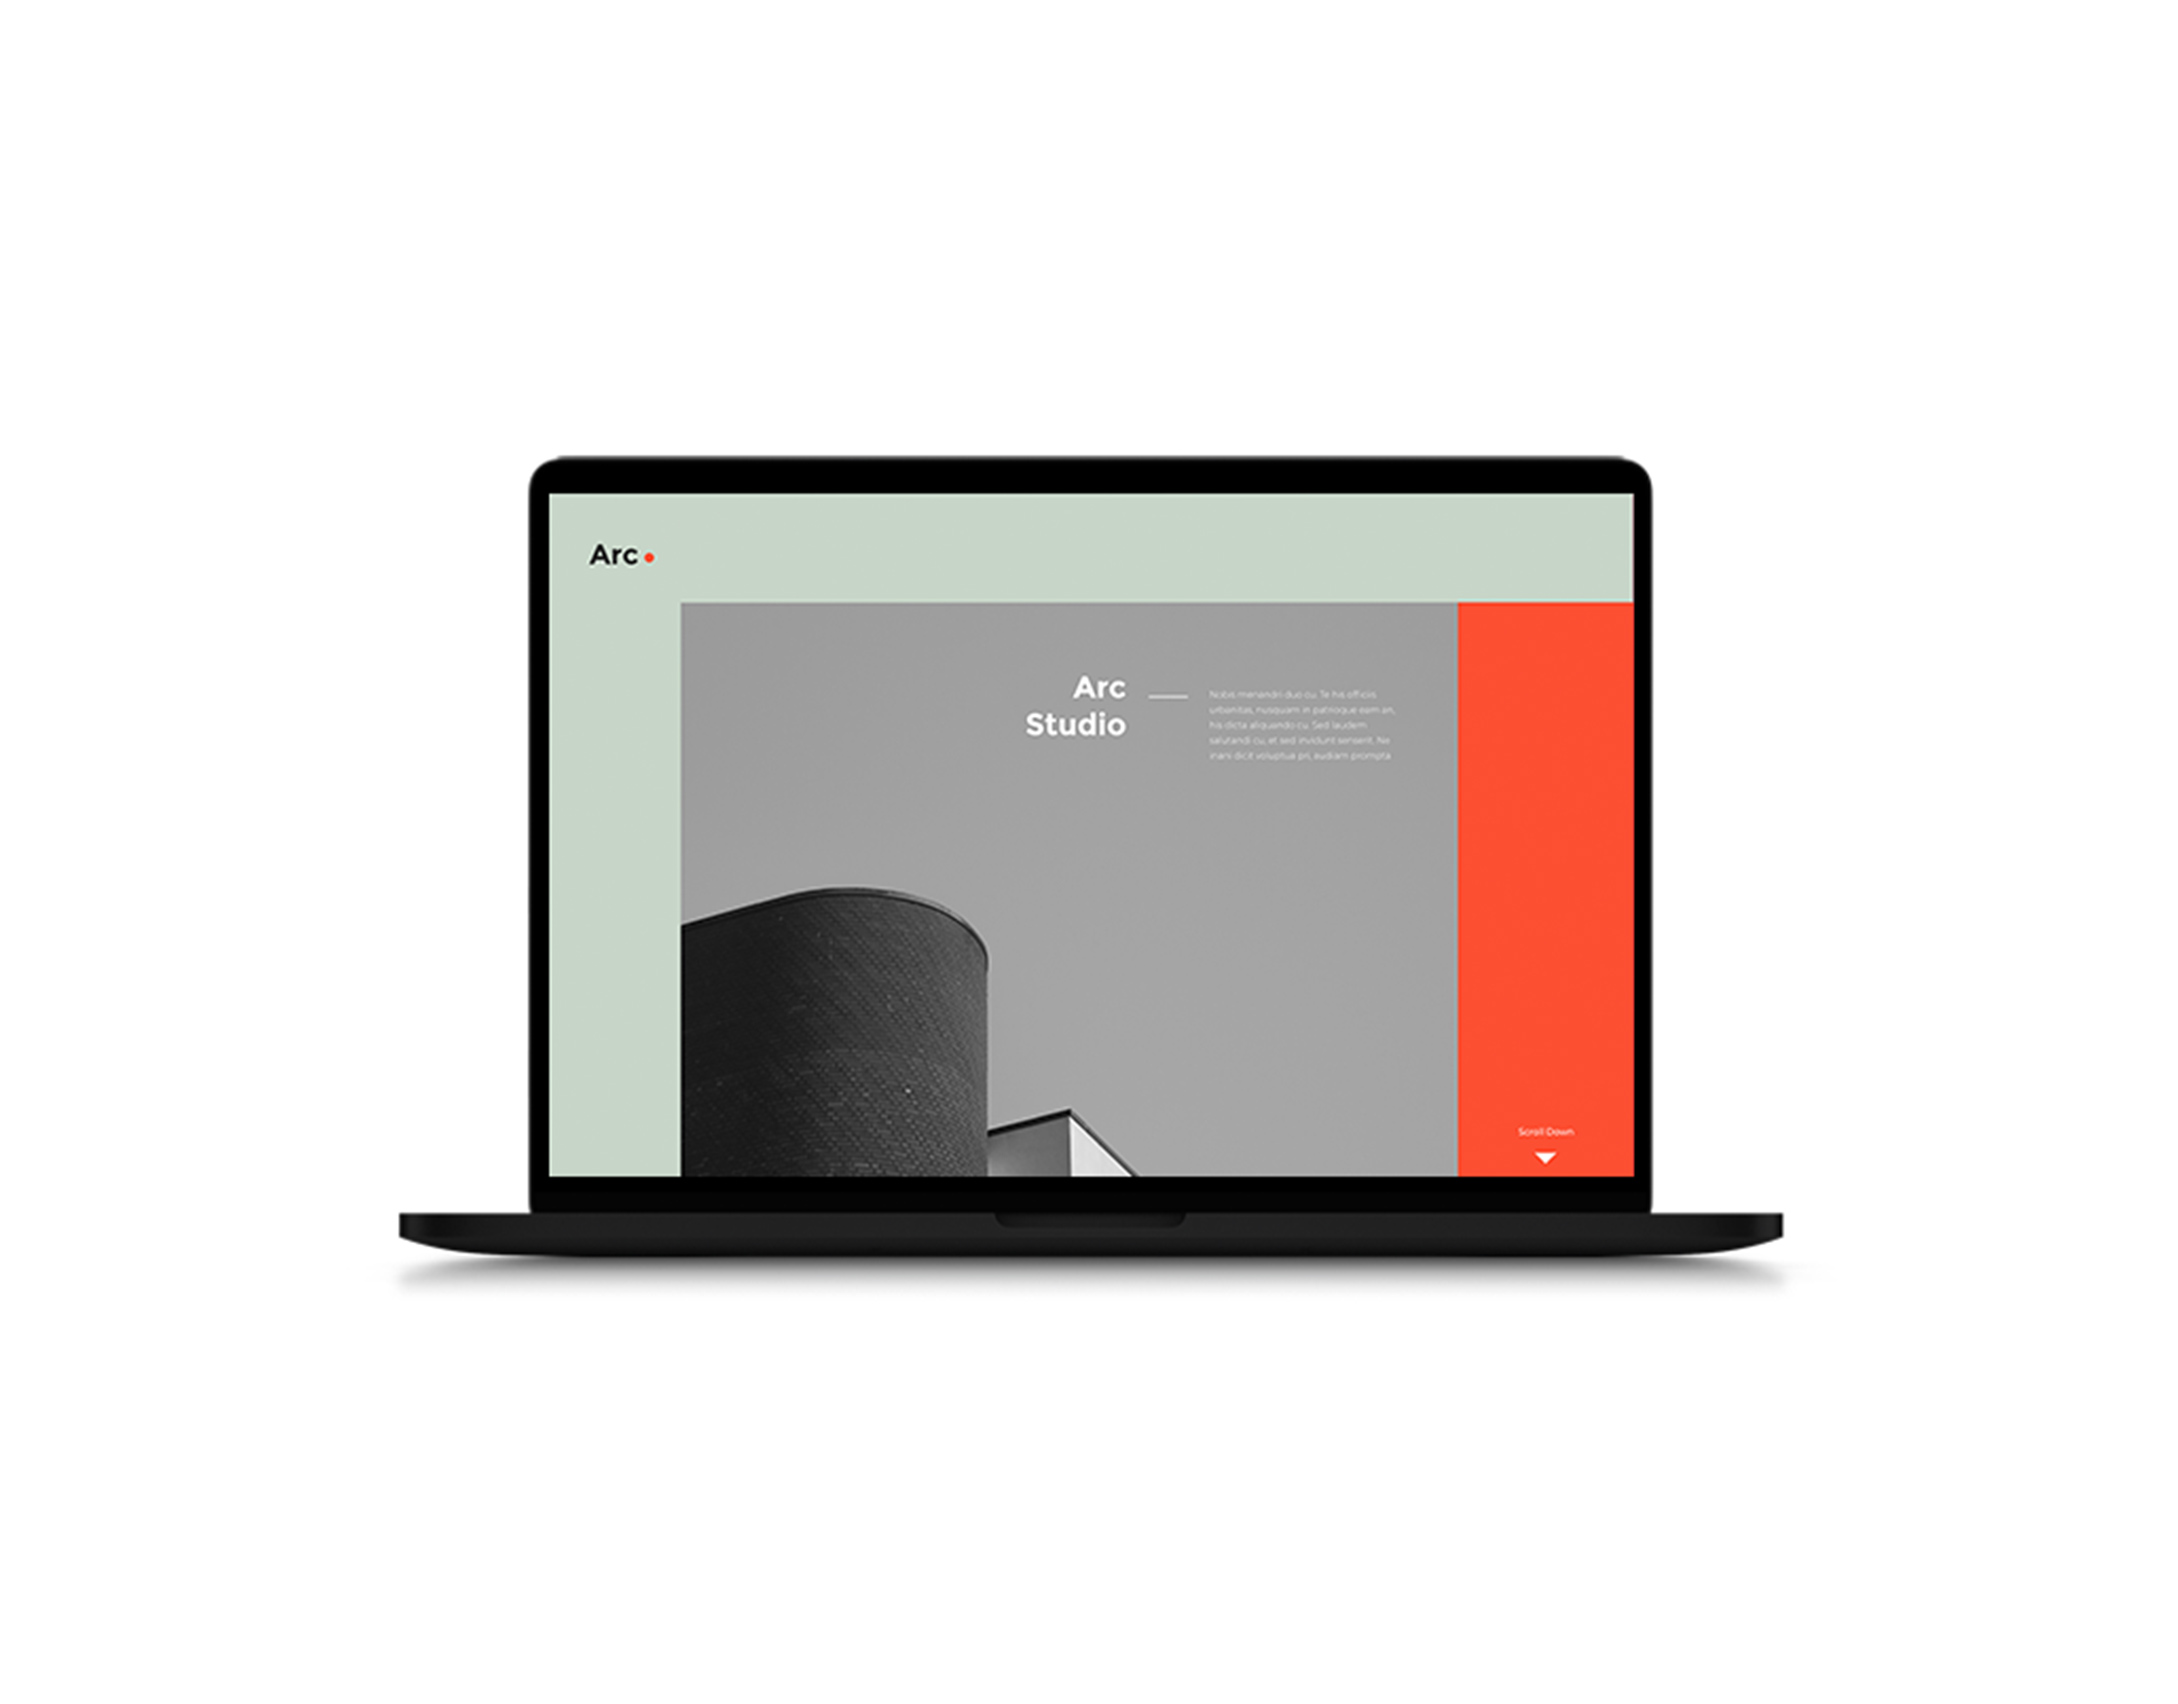 Arc
Arc
Studio
Nobis menandri duo cu. Te his officiis
urbanitas, nusquam in patrioque eam an,
his dicta aliquando cu. Sed laudem
salutandi cu, et sed invidunt senserit. Ne
inani dicit voluptua pri, audiam prompta
Scroll Down